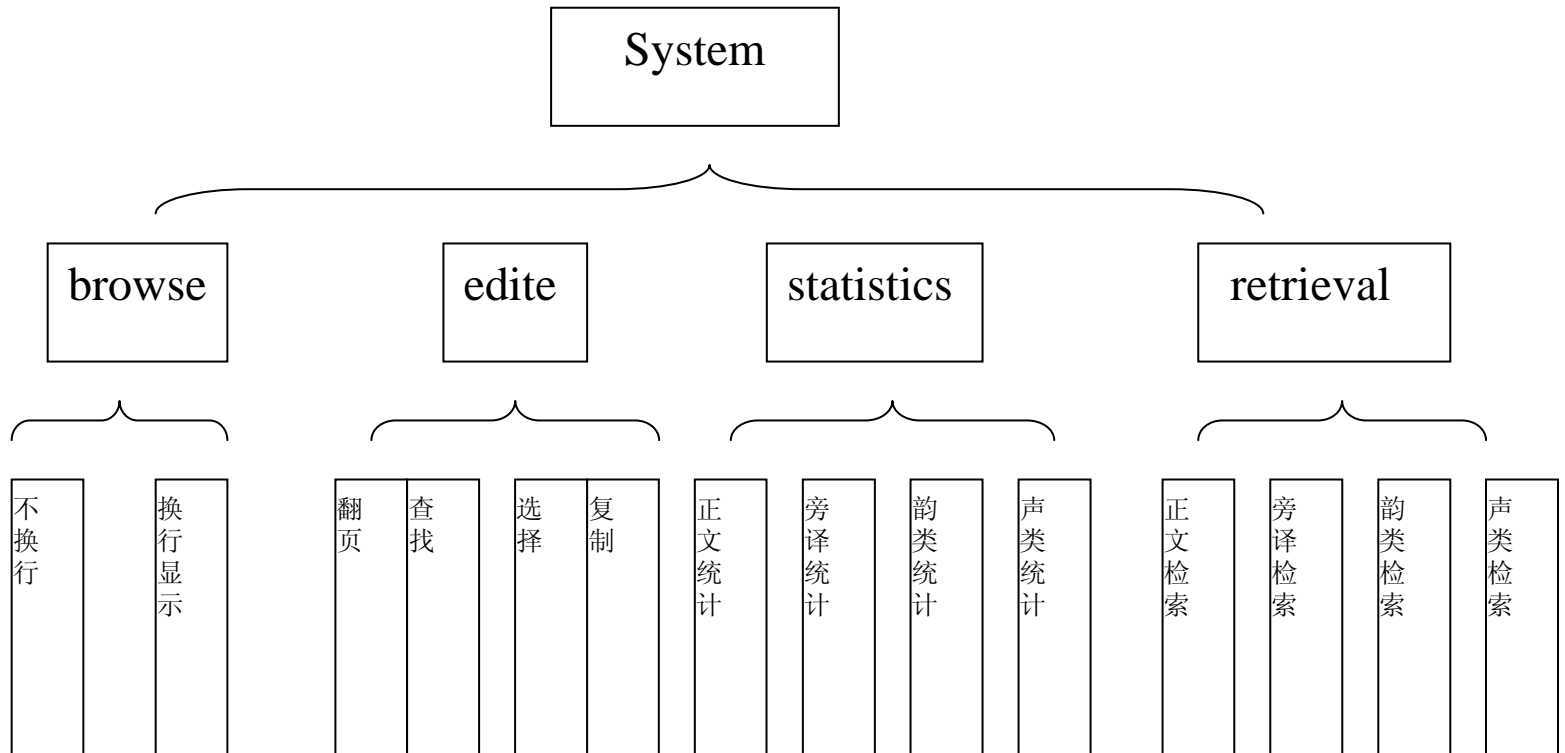 System
browse
edite
statistics
retrieval
不换行
换行显示
翻页
查找
选择
复制
正文统计
旁译统计
韵类统计
声类统计
正文检索
旁译检索
韵类检索
声类检索